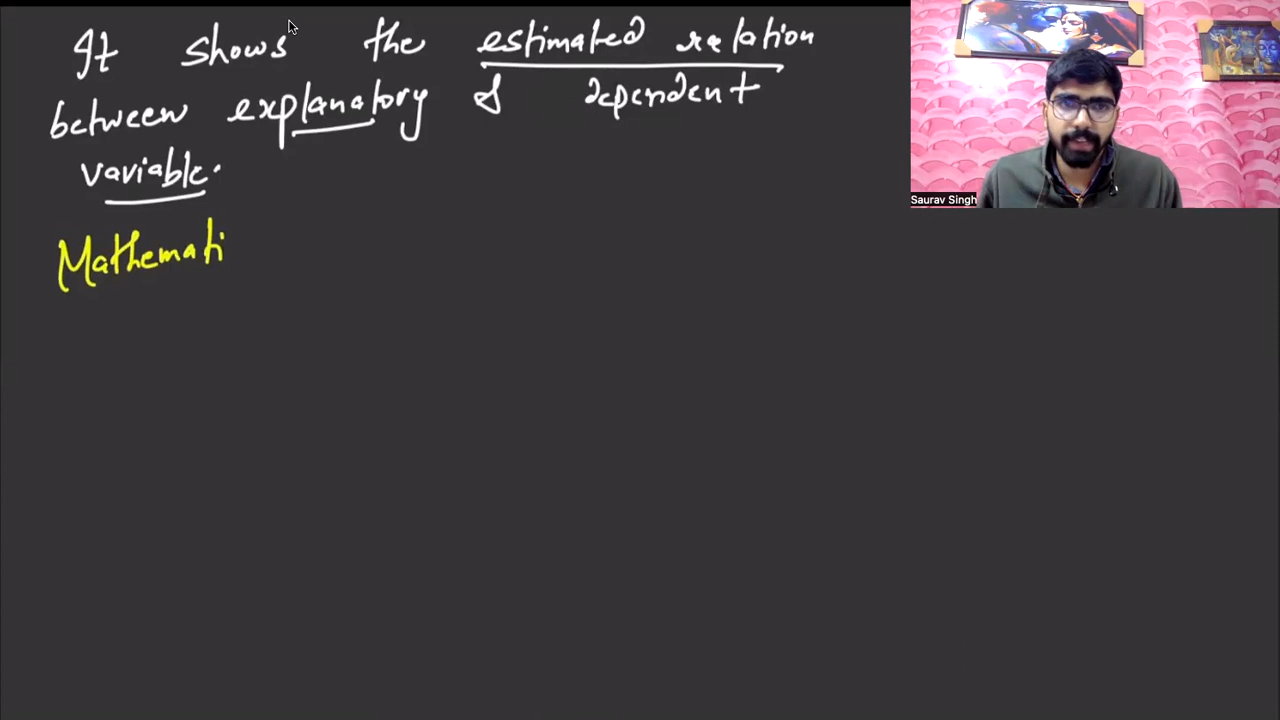 It shows the estimated relation
between explanatory & dependent
variable.
Mathemati
Saurav Singh